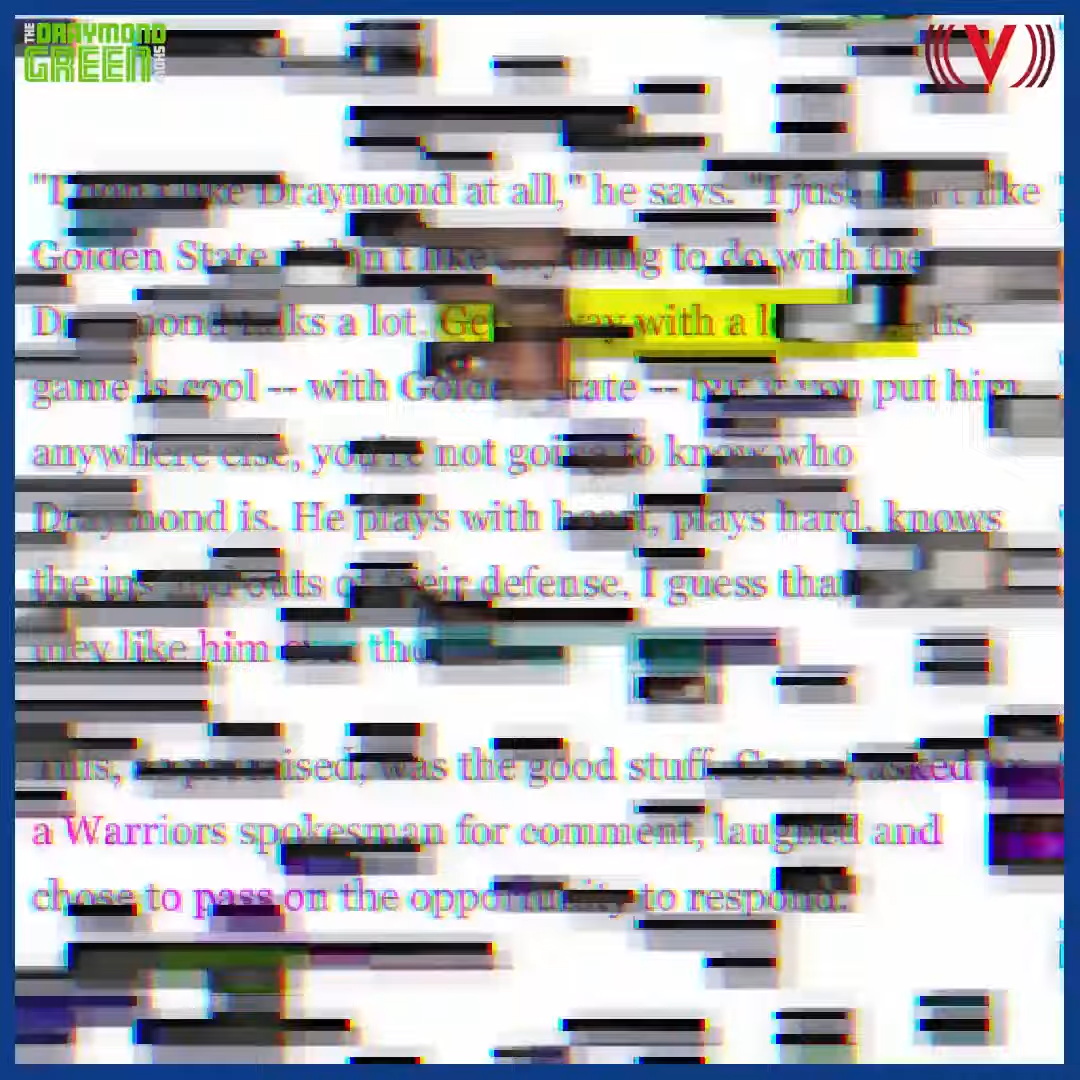 THE DRAYMOND GREEN SHOW
V
"I don't like Draymond at all," he says. "I just don't like
Golden State. I don't like anything to do with the
Draymond talks a lot. Gets away with a lot His
game is cool -- with Golden State -- but if you put him
anywhere else, you're not going to know who
Draymond is. He plays with heart, plays hard, knows
the ins and outs of their defense. I guess that
they like him over
This, as promised, was the good stuff. Green, asked
a Warriors spokesman for comment, laughed and
chose to pass on the opportunity to respond.